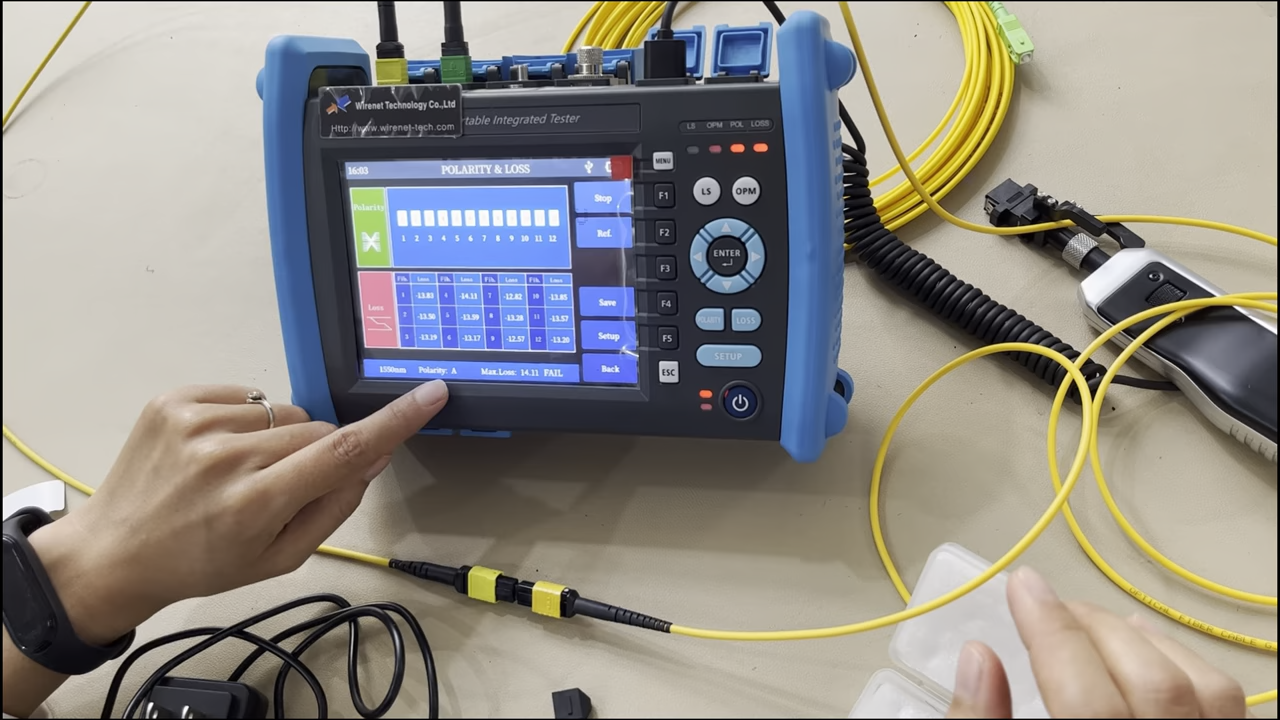 Wirenet Technology Co.,Ltd
Http://www.wirenet-tech.com
rtable Integrated Tester
LS OPM POL LOSS
16:03 POLARITY & LOSS
MENU
Polarity
1 2 3 4 5 6 7 8 9 10 11 12
Stop
Ref.
Save
Setup
Back
Loss
Fib. Loss Fib. Loss Fib. Loss Fib. Loss
1 -13.83 4 -14.11 7 -12.82 10 -13.85
2 -13.50 5 -13.59 8 -13.28 11 -13.57
3 -13.19 6 -13.17 9 -12.57 12 -13.20
1550nm Polarity: A Max.Loss: 14.11 FAIL
F1
F2
F3
F4
F5
ESC
LS OPM
ENTER
POLARITY LOSS
SETUP
OPTICAL FIBER CABLE